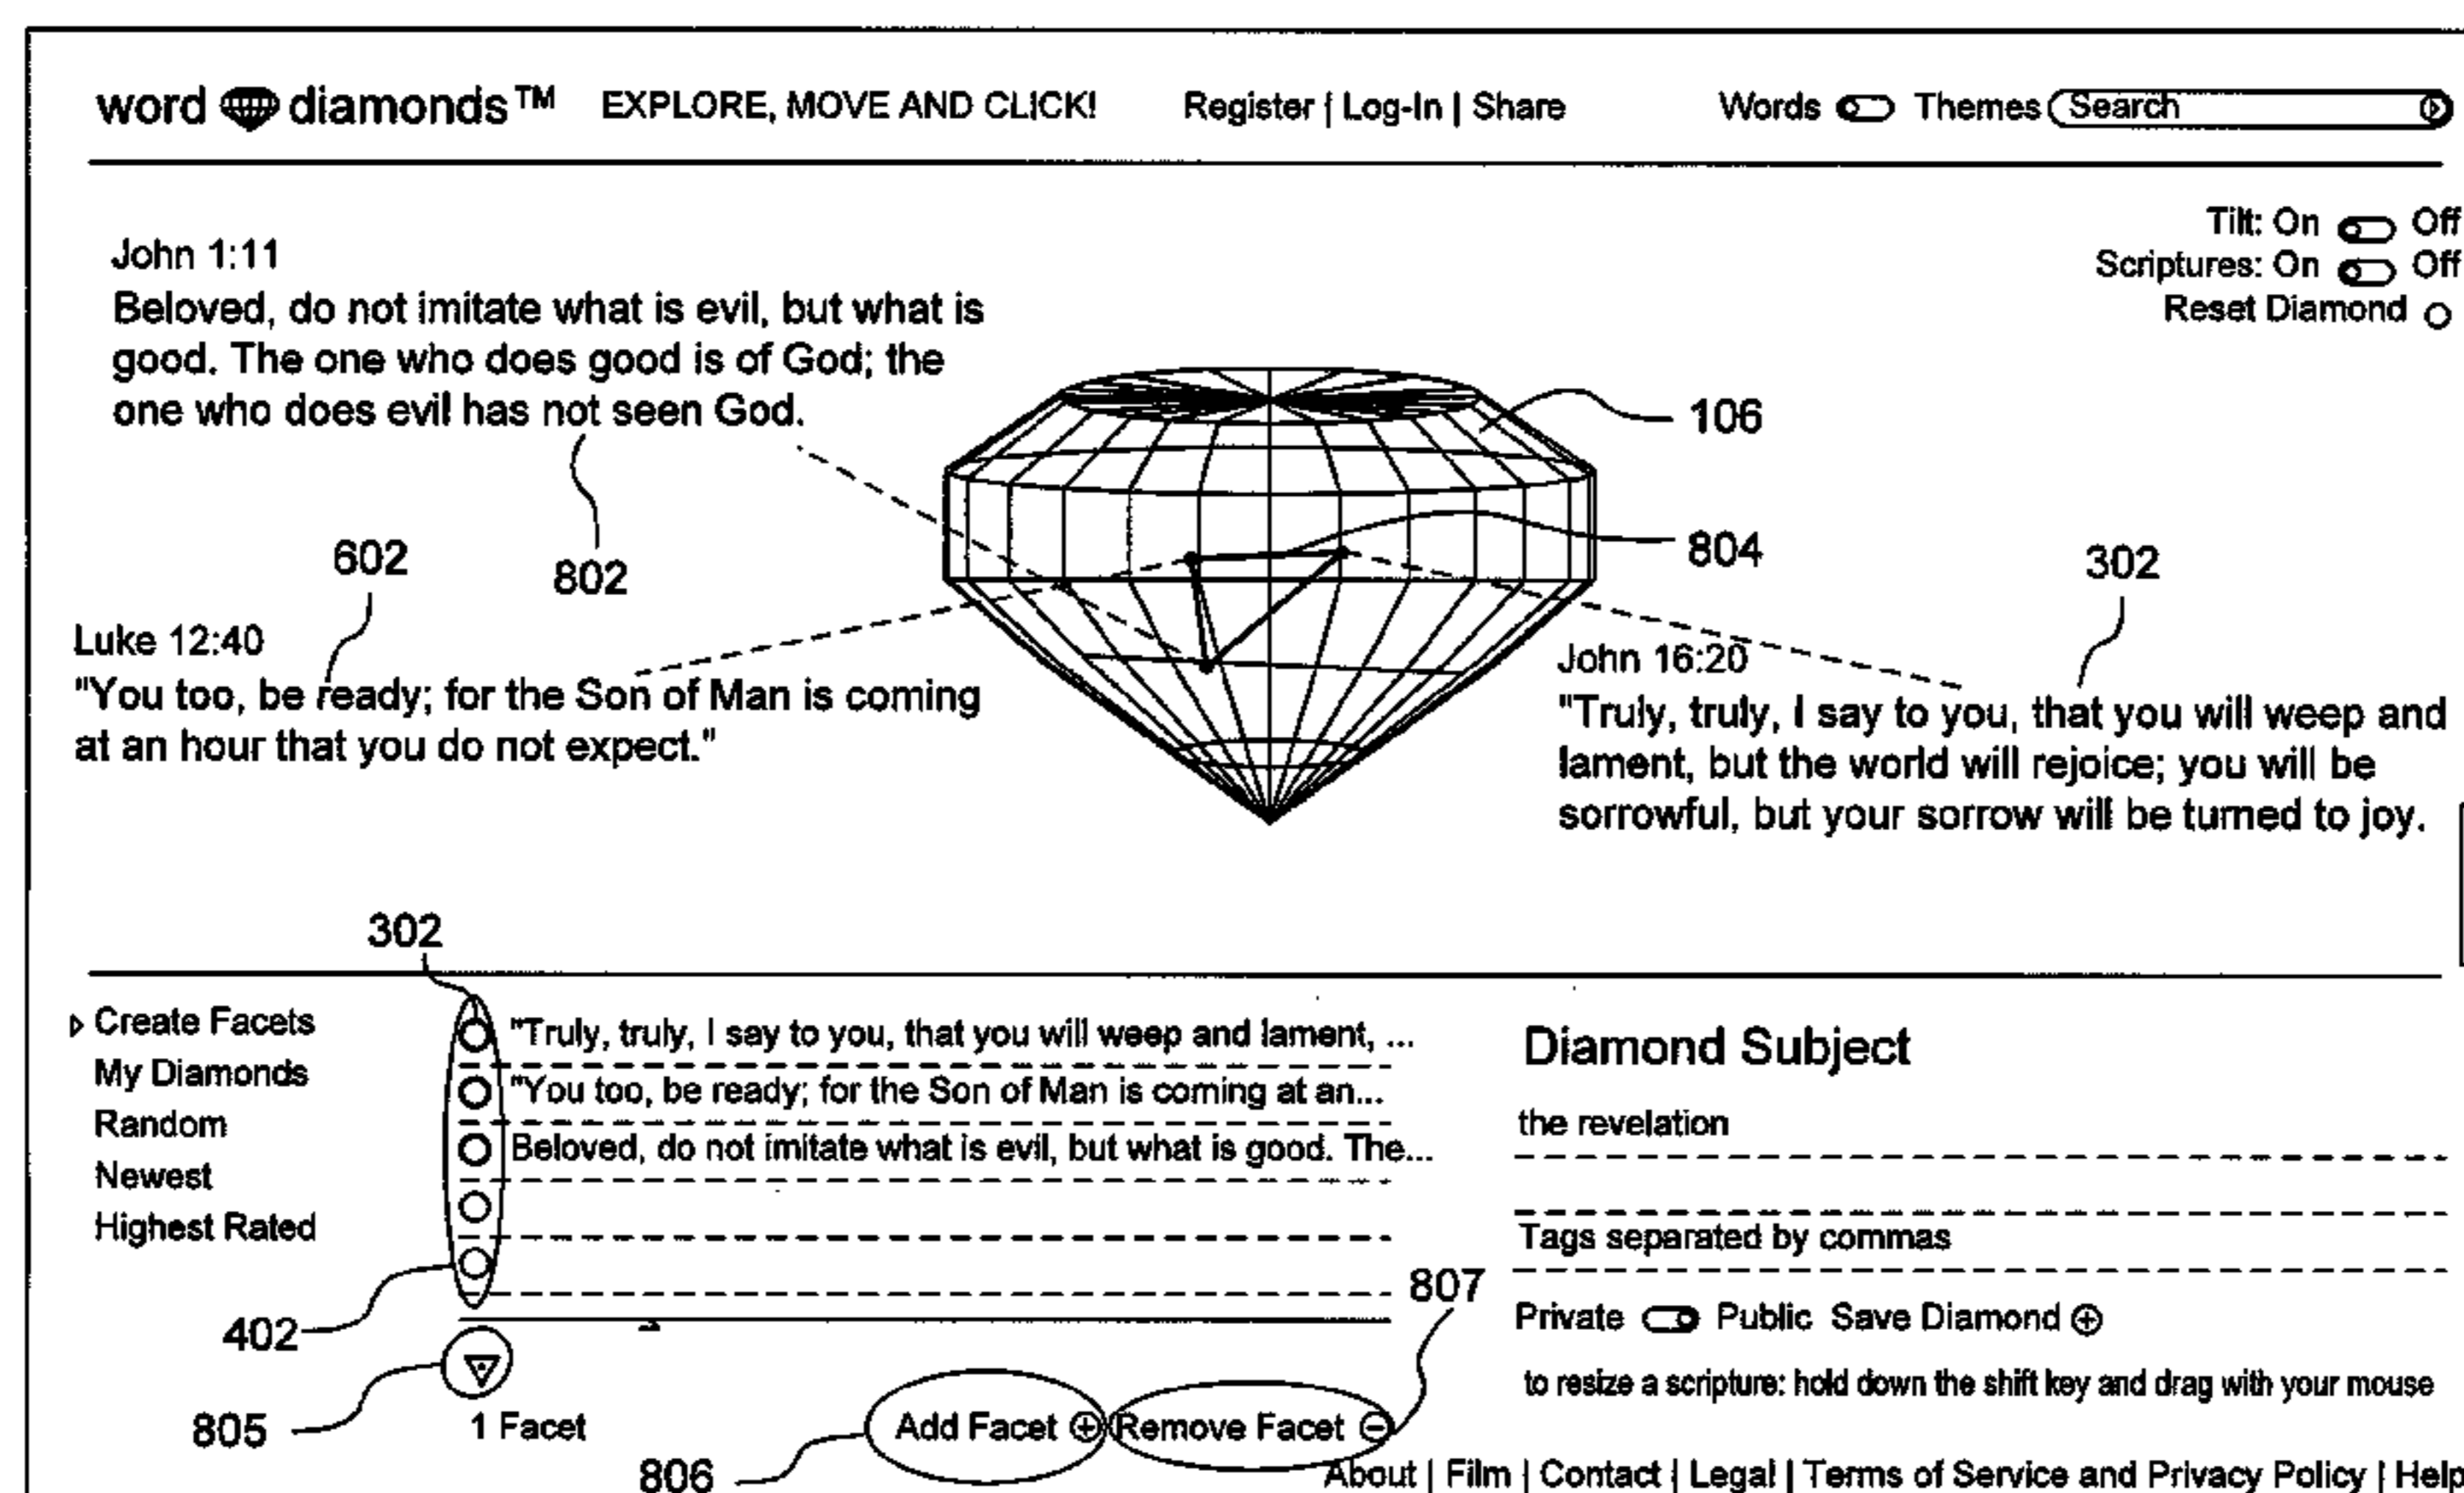 word diamonds™ EXPLORE, MOVE AND CLICK! Register | Log-In | Share Words Themes Search
Tilt: On Off
Scriptures: On Off
Reset Diamond
John 1:11
Beloved, do not imitate what is evil, but what is
good. The one who does good is of God; the
one who does evil has not seen God.
106
804
602
802
302
Luke 12:40
"You too, be ready; for the Son of Man is coming
at an hour that you do not expect."
John 16:20
"Truly, truly, I say to you, that you will weep and
lament, but the world will rejoice; you will be
sorrowful, but your sorrow will be turned to joy.
302
Create Facets
My Diamonds
Random
Newest
Highest Rated
"Truly, truly, I say to you, that you will weep and lament, ...
"You too, be ready; for the Son of Man is coming at an...
Beloved, do not imitate what is evil, but what is good. The...
402
805
1 Facet
806
Add Facet
Remove Facet
807
Diamond Subject
the revelation
Tags separated by commas
Private Public Save Diamond
to resize a scripture: hold down the shift key and drag with your mouse
About | Film | Contact | Legal | Terms of Service and Privacy Policy | Help